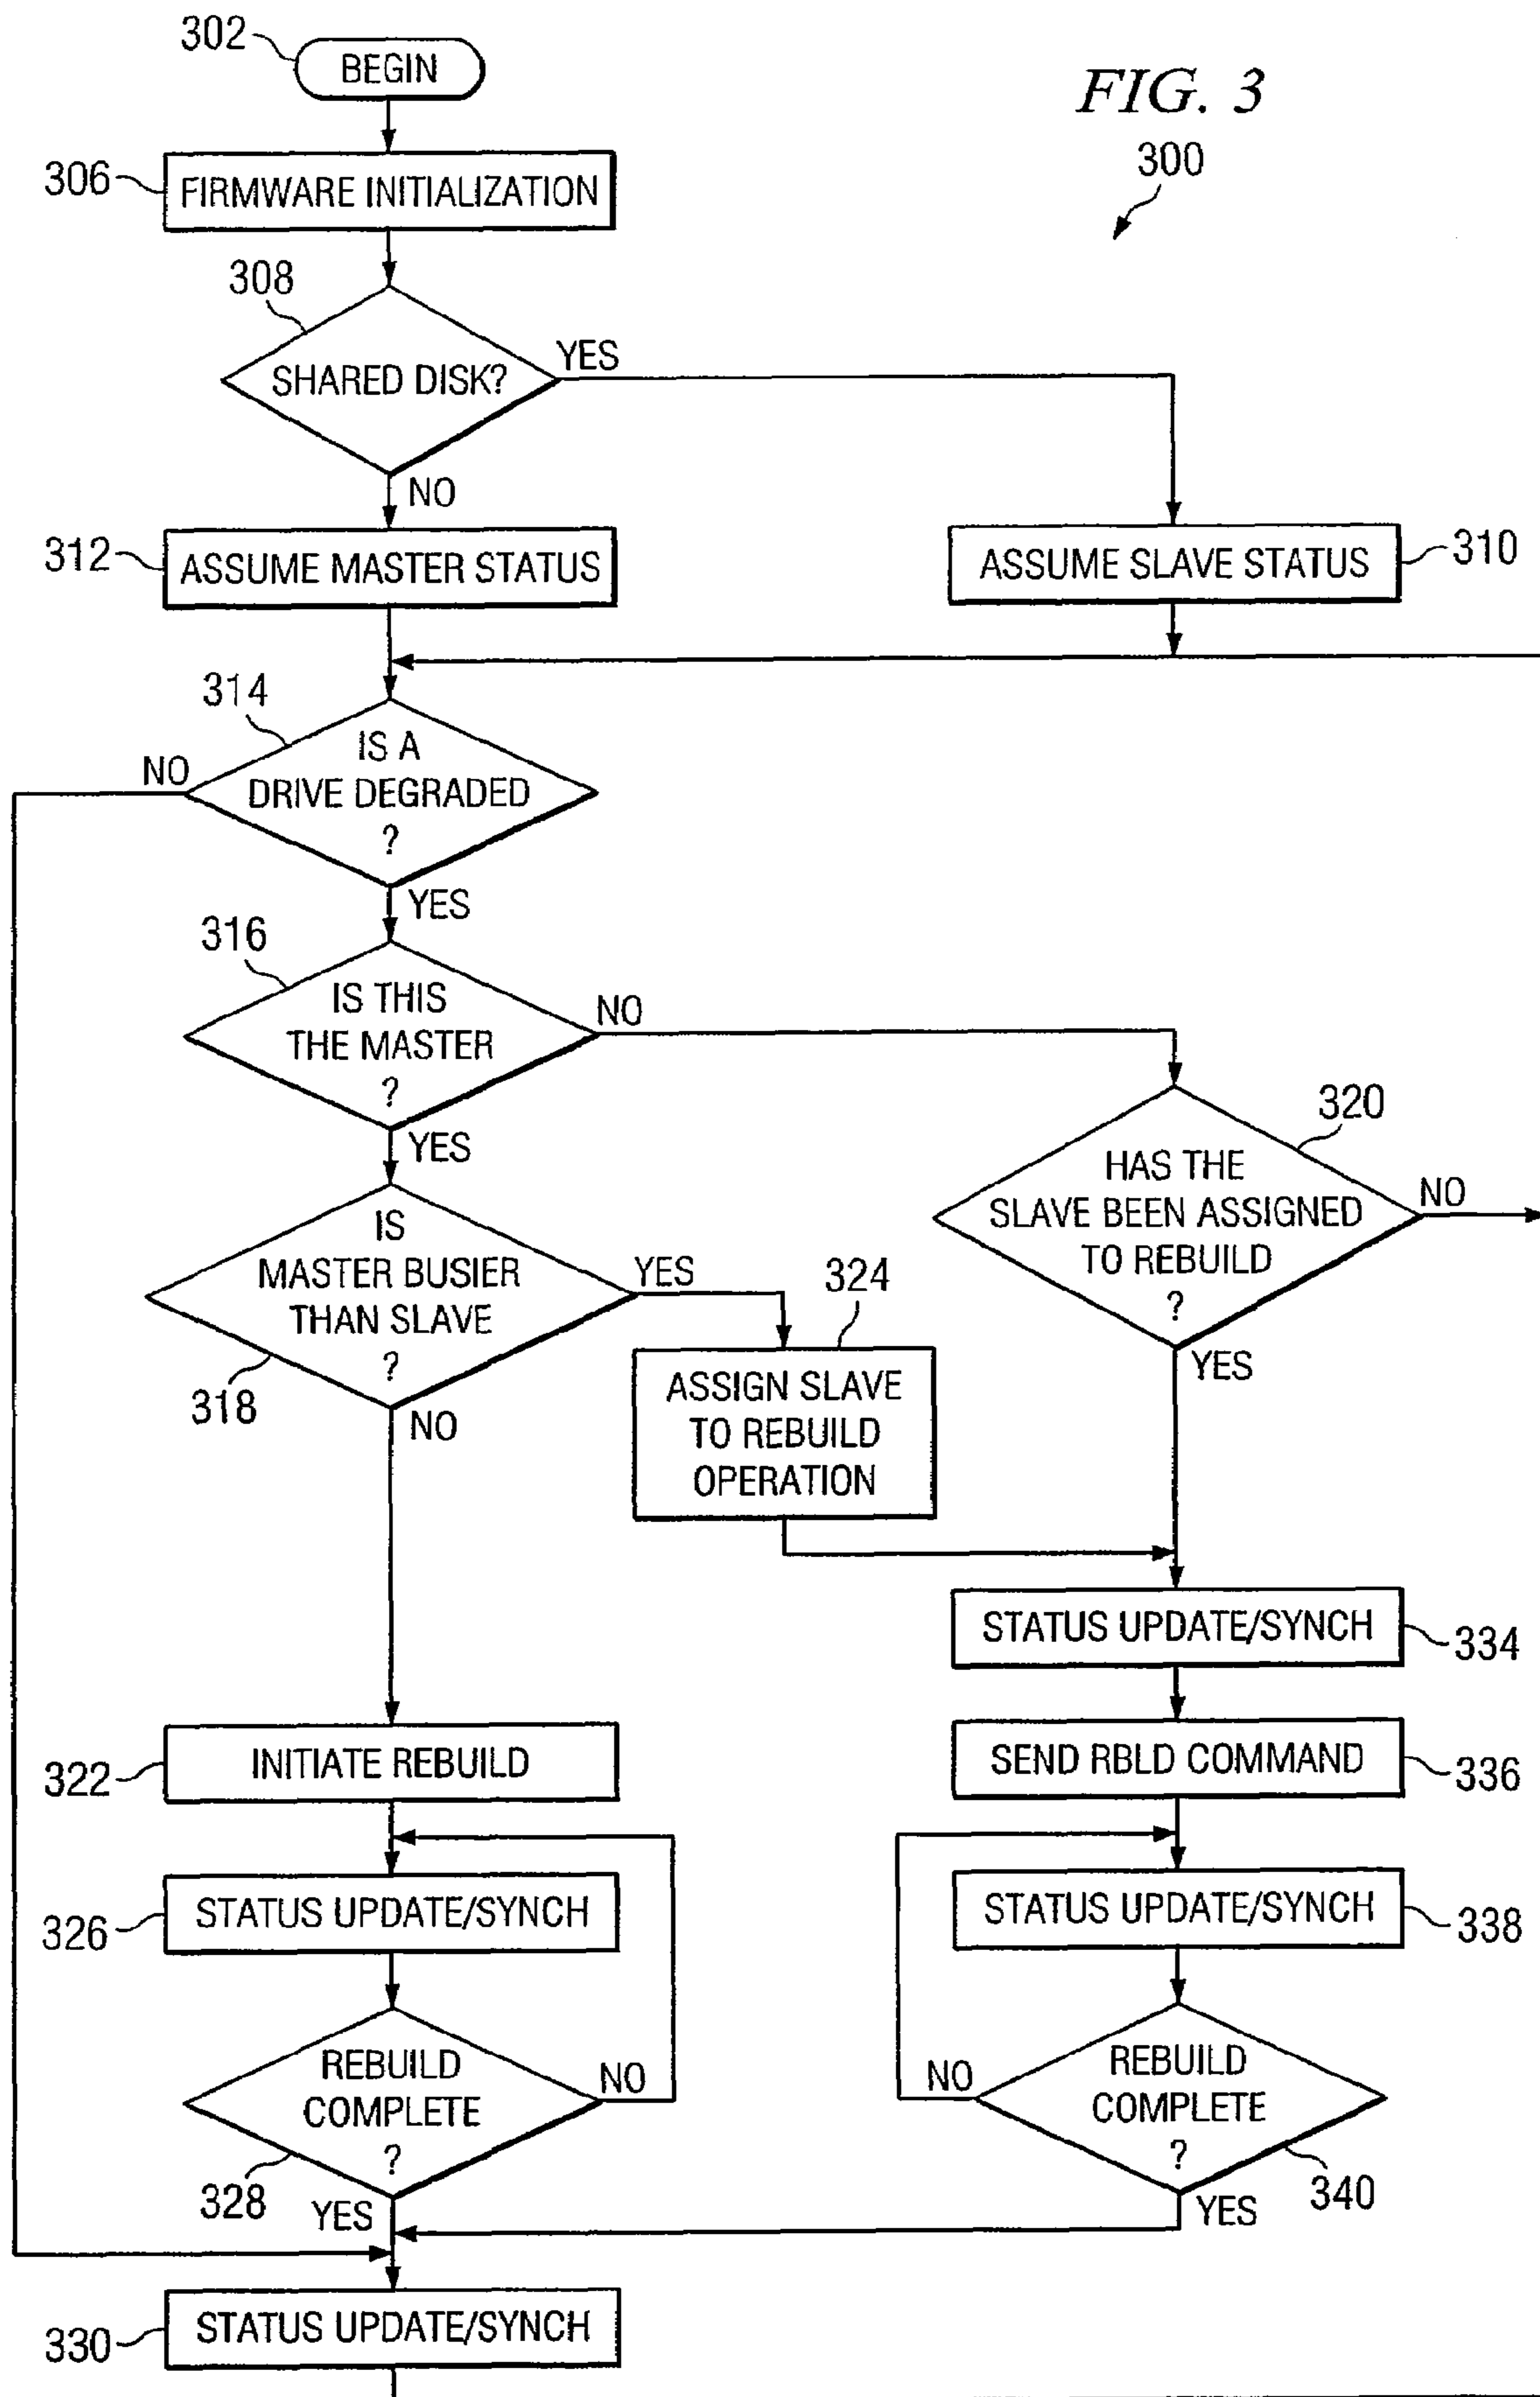 302
BEGIN
FIG. 3
300
306
FIRMWARE INITIALIZATION
308
SHARED DISK?
YES
NO
312
ASSUME MASTER STATUS
ASSUME SLAVE STATUS
310
314
IS A
DRIVE DEGRADED
?
NO
YES
316
IS THIS
THE MASTER
?
NO
YES
320
HAS THE
SLAVE BEEN ASSIGNED
TO REBUILD
?
NO
YES
IS
MASTER BUSIER
THAN SLAVE
?
318
YES
NO
324
ASSIGN SLAVE
TO REBUILD
OPERATION
STATUS UPDATE/SYNCH
334
322
INITIATE REBUILD
SEND RBLD COMMAND
336
326
STATUS UPDATE/SYNCH
STATUS UPDATE/SYNCH
338
REBUILD
COMPLETE
?
NO
328
YES
REBUILD
COMPLETE
?
NO
340
YES
330
STATUS UPDATE/SYNCH